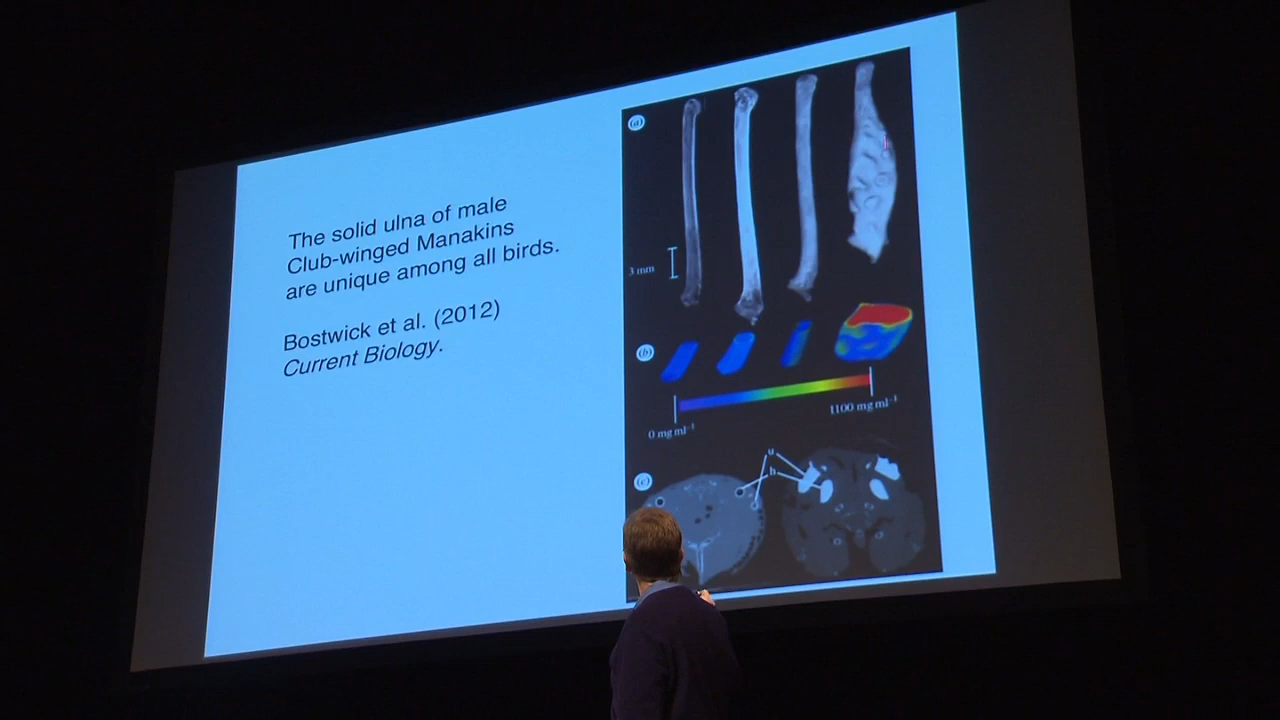 The solid ulna of male
Club-winged Manakins
are unique among all birds.
Bostwick et al. (2012)
Current Biology.
(a)
3 mm
(b)
0 mg ml⁻¹
1100 mg ml⁻¹
(c)
u
h